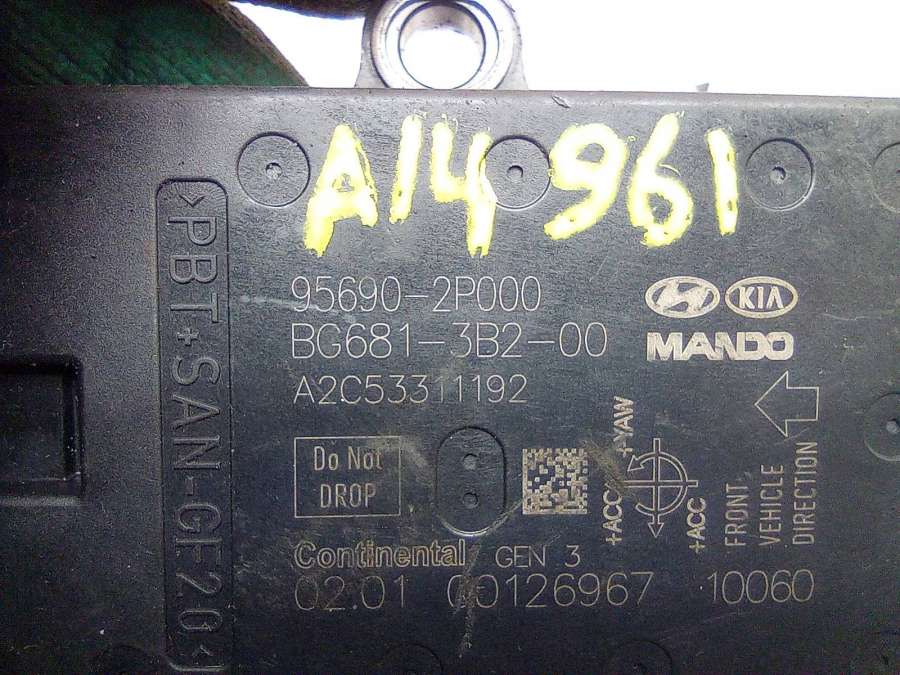 A14961
>PBT+SAN-GF20<
95690-2P000
BG681-3B2-00
A2C53311192
KIA
MANDO
Do Not
DROP
+YAW
+ACC
+ACC
FRONT
VEHICLE
DIRECTION
Continental GEN 3
02.01 00126967 10060